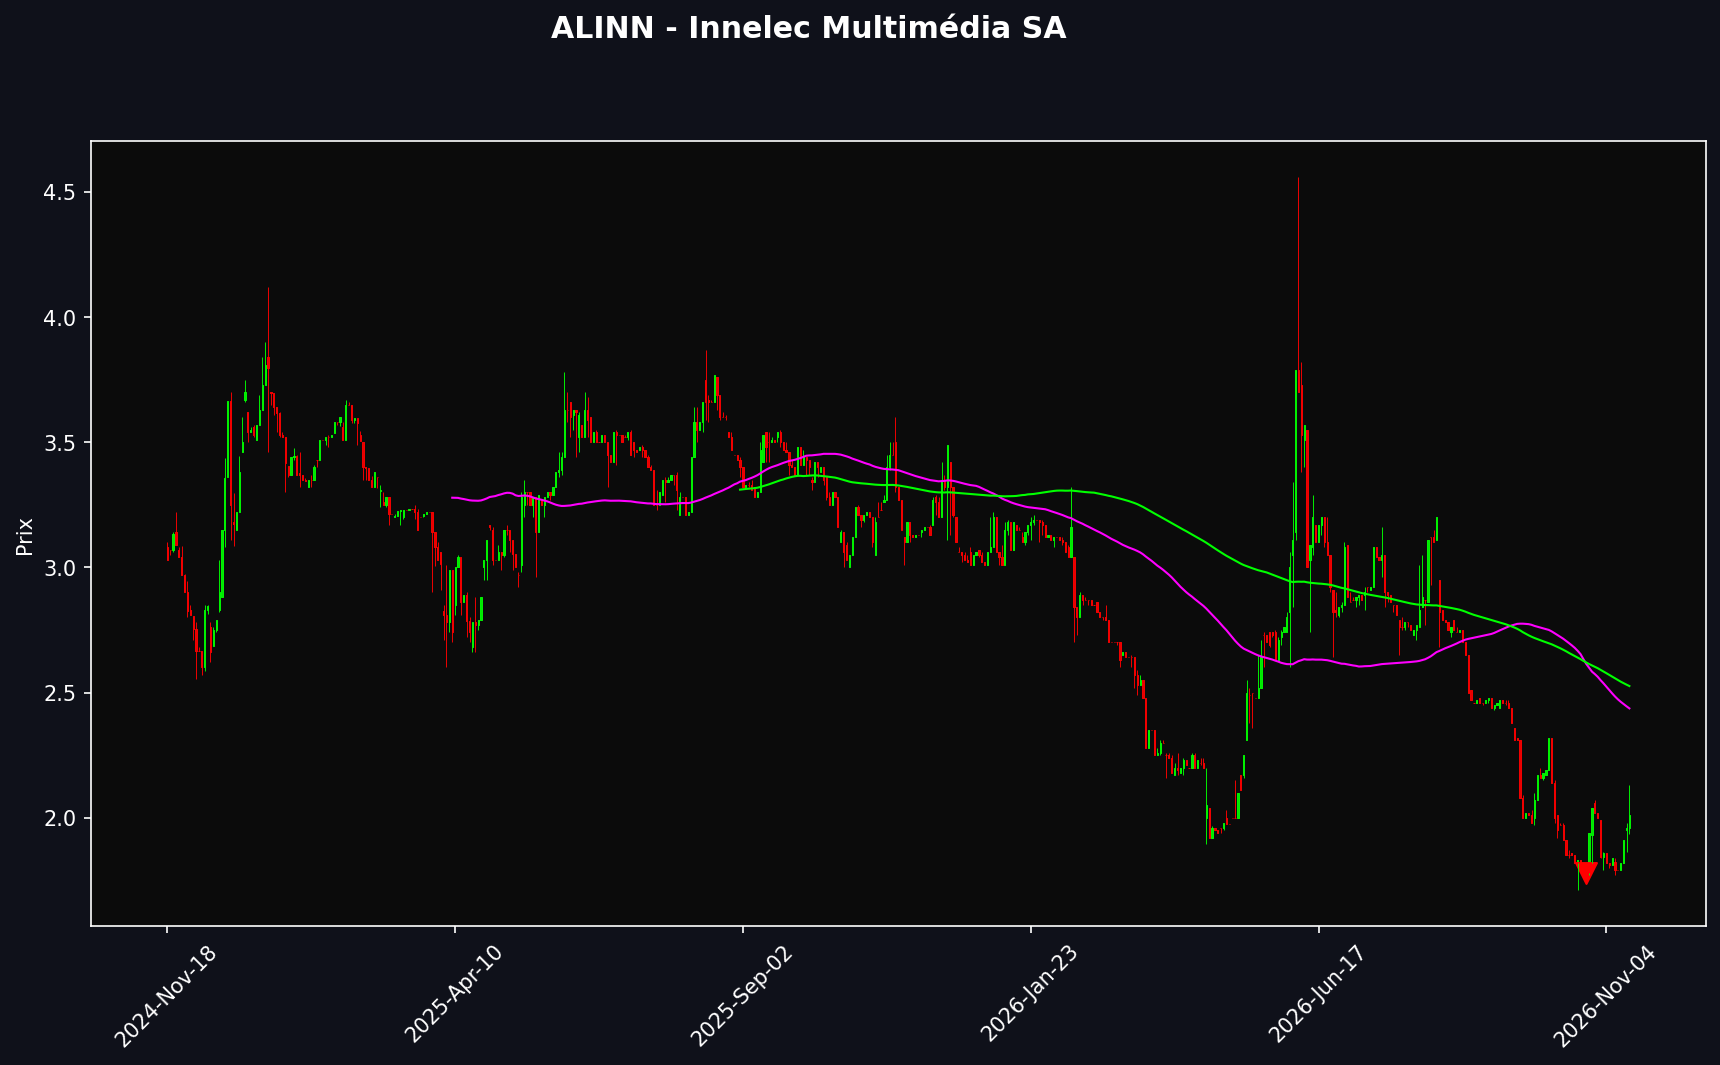 ALINN - Innelec Multimédia SA
Prix
4.5
4.0
3.5
3.0
2.5
2.0
2024-Nov-18
2025-Apr-10
2025-Sep-02
2026-Jan-23
2026-Jun-17
2026-Nov-04